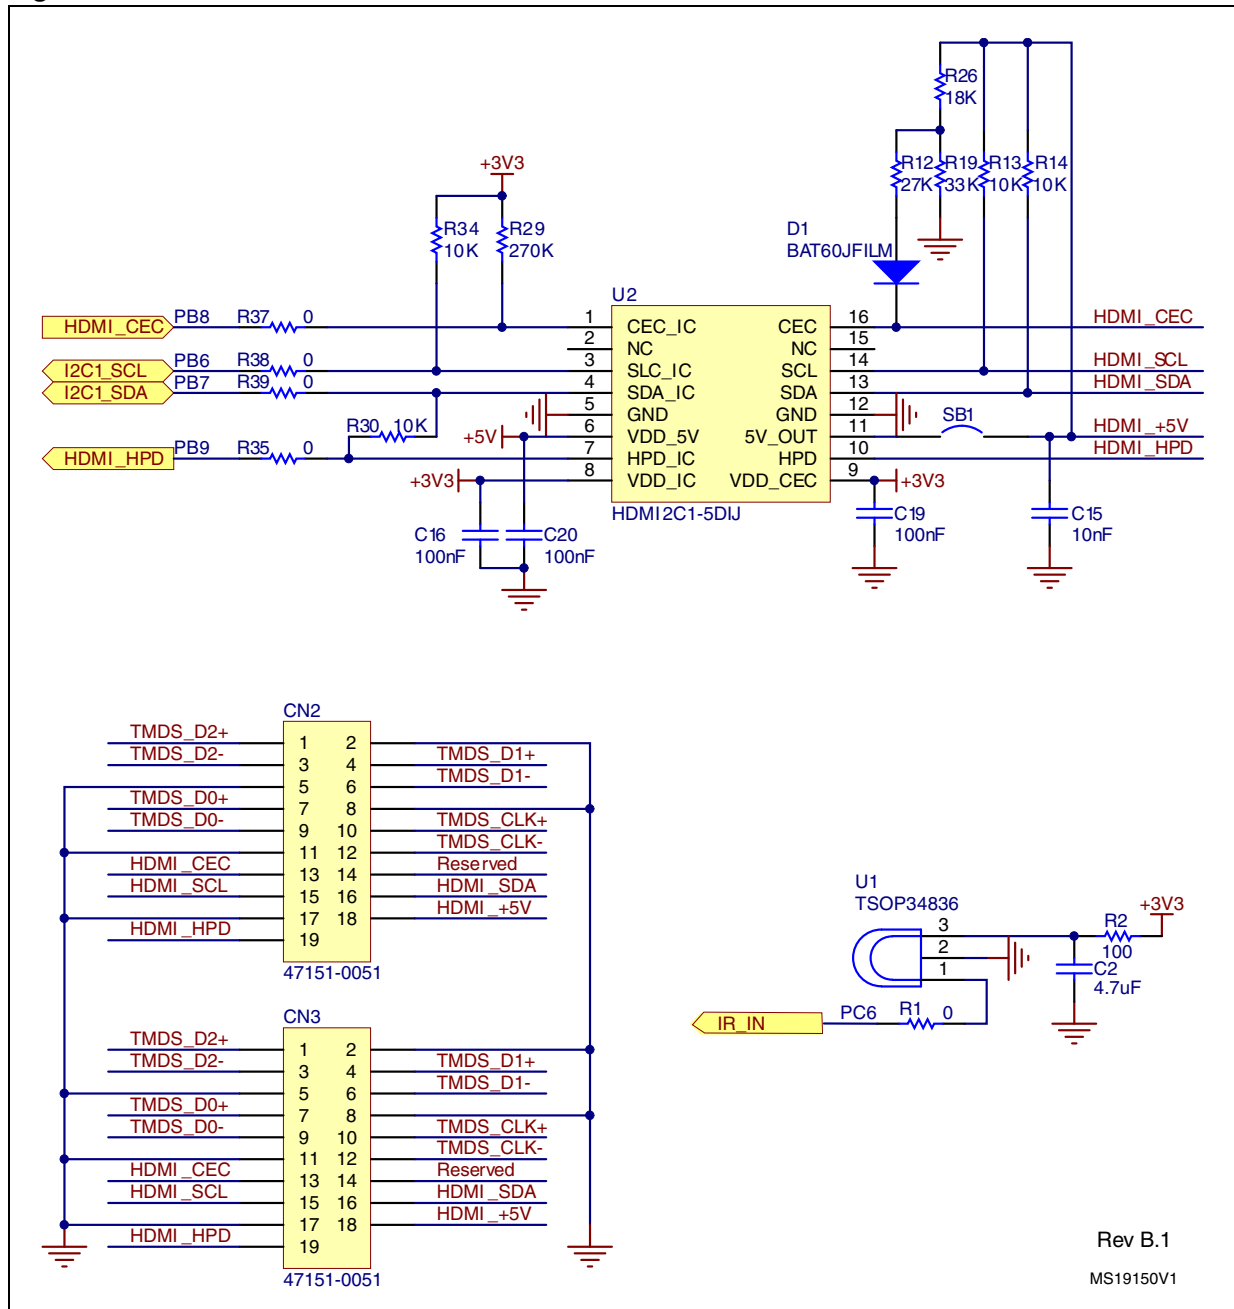 R26
18K
R12
27K
R19
33K
R13
10K
R14
10K
+3V3
R34
10K
R29
270K
D1
BAT60JFILM
U2
HDMI_CEC
PB8
R37
0
1
CEC_IC
CEC
16
HDMI_CEC
2
NC
NC
15
I2C1_SCL
PB6
R38
0
3
SLC_IC
SCL
14
HDMI_SCL
I2C1_SDA
PB7
R39
0
4
SDA_IC
SDA
13
HDMI_SDA
5
GND
GND
12
R30
10K
+5V
6
VDD_5V
5V_OUT
11
SB1
HDMI_+5V
HDMI_HPD
PB9
R35
0
7
HPD_IC
HPD
10
HDMI_HPD
+3V3
8
VDD_IC
VDD_CEC
9
+3V3
HDMI2C1-5DIJ
C16
100nF
C20
100nF
C19
100nF
C15
10nF
CN2
TMDS_D2+
1
2
TMDS_D2-
3
4
TMDS_D1+
5
6
TMDS_D1-
TMDS_D0+
7
8
TMDS_D0-
9
10
TMDS_CLK+
11
12
TMDS_CLK-
HDMI_CEC
13
14
Reserved
HDMI_SCL
15
16
HDMI_SDA
17
18
HDMI_+5V
HDMI_HPD
19
47151-0051
CN3
TMDS_D2+
1
2
TMDS_D2-
3
4
TMDS_D1+
5
6
TMDS_D1-
TMDS_D0+
7
8
TMDS_D0-
9
10
TMDS_CLK+
11
12
TMDS_CLK-
HDMI_CEC
13
14
Reserved
HDMI_SCL
15
16
HDMI_SDA
17
18
HDMI_+5V
HDMI_HPD
19
47151-0051
U1
TSOP34836
3
2
1
R2
100
+3V3
C2
4.7uF
IR_IN
PC6
R1
0
Rev B.1
MS19150V1